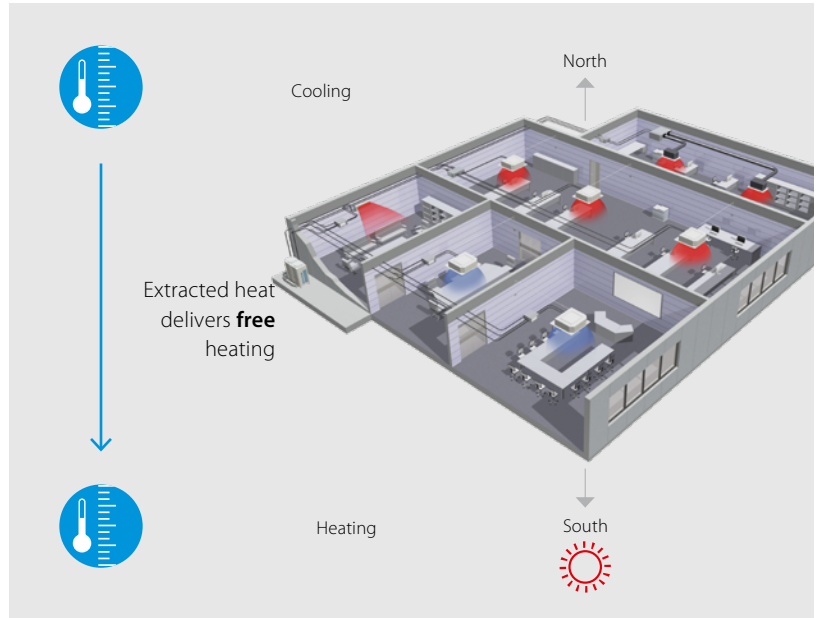 North
Cooling
Extracted heat
delivers free
heating
Heating
South